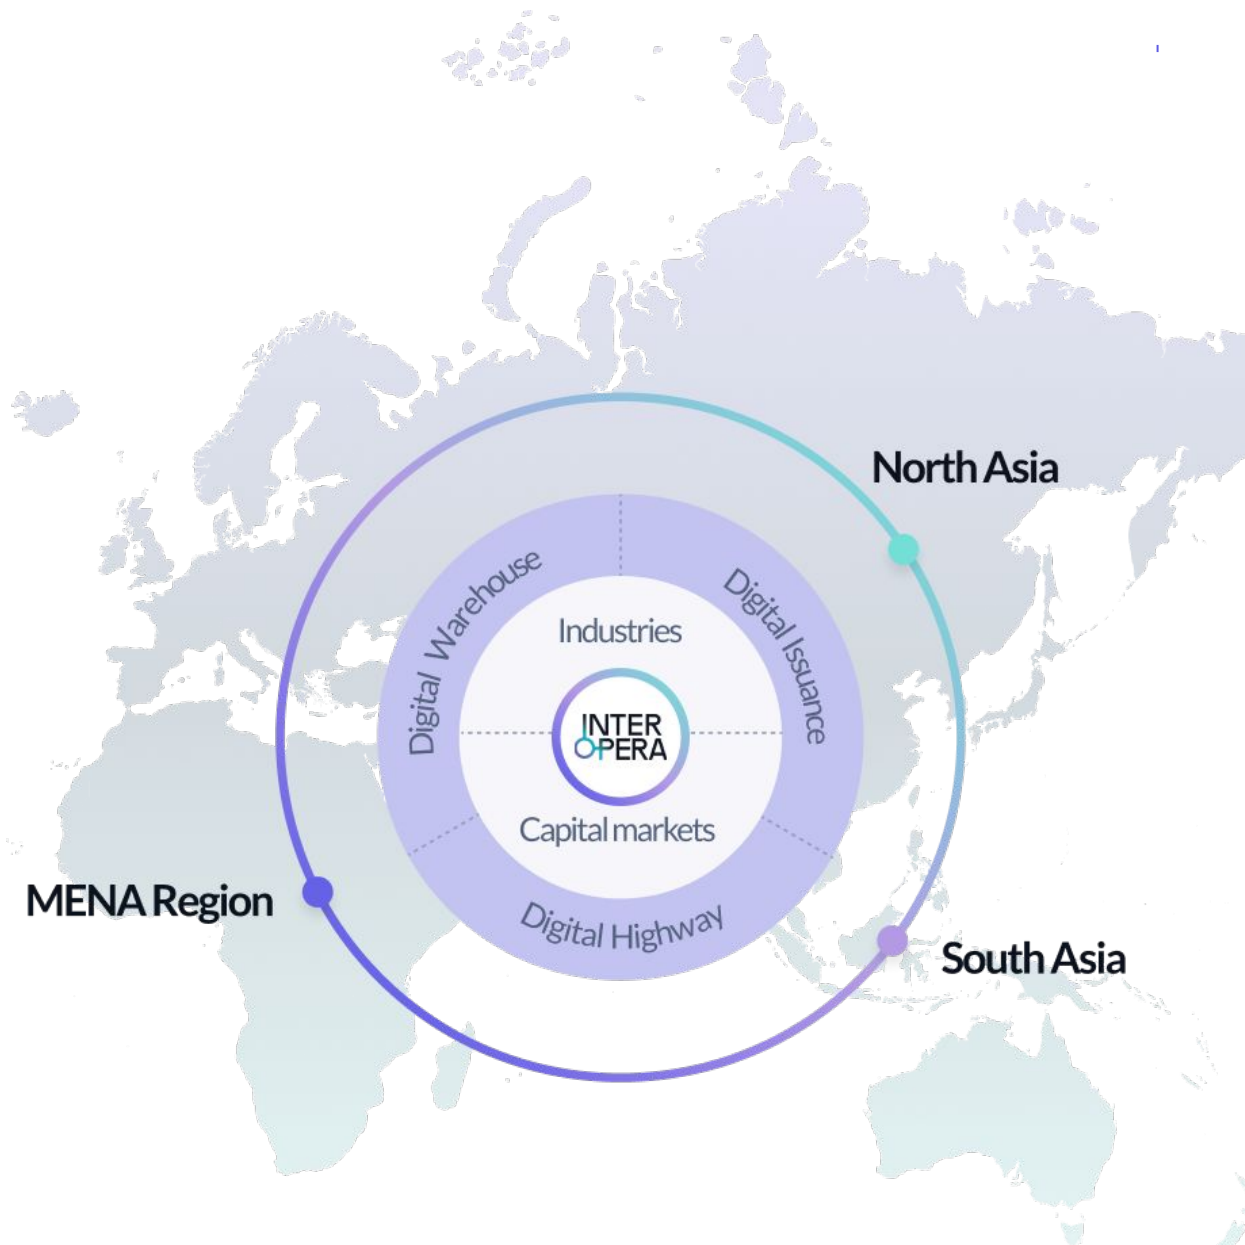 North Asia
Digital Warehouse
Digital Issuance
Industries
INTER
OPERA
Capital markets
MENA Region
Digital Highway
South Asia